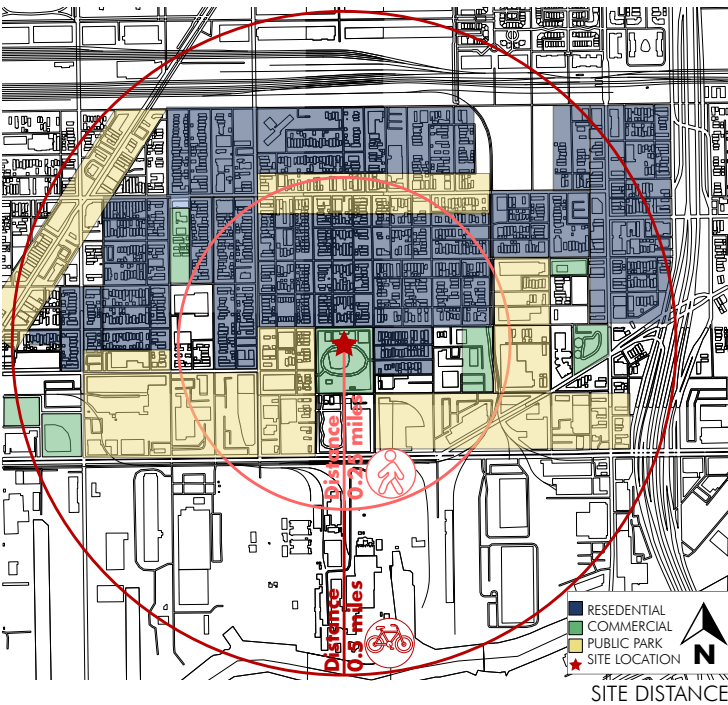 Distance
0.25 miles
Distance
0.5 miles
RESEDENTIAL
COMMERCIAL
PUBLIC PARK
SITE LOCATION
N
SITE DISTANCE